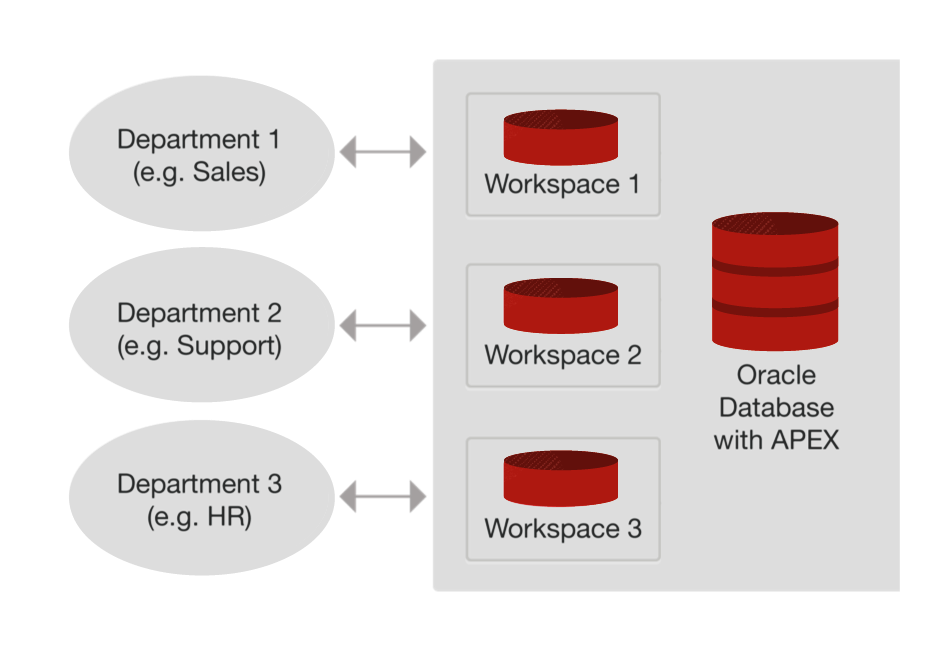 Department 1
(e.g. Sales)
Workspace 1
Department 2
(e.g. Support)
Workspace 2
Department 3
(e.g. HR)
Workspace 3
Oracle
Database
with APEX